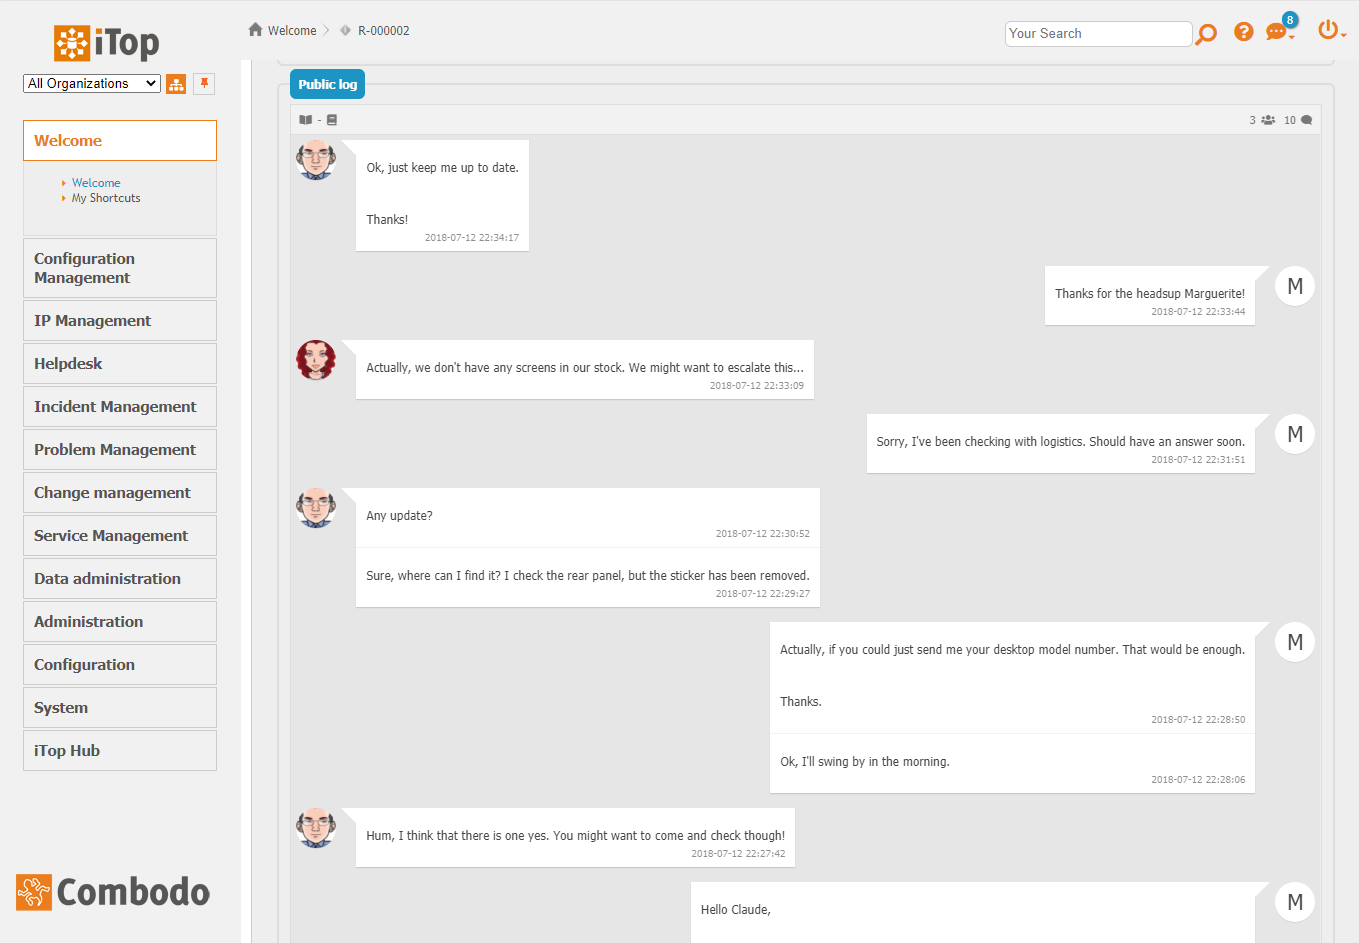 iTop
Welcome
R-000002
Your Search
8
All Organizations
Welcome
Welcome
My Shortcuts
Configuration
Management
IP Management
Helpdesk
Incident Management
Problem Management
Change management
Service Management
Data administration
Administration
Configuration
System
iTop Hub
Combodo
Public log
-
3
10
Ok, just keep me up to date.
Thanks!
2018-07-12 22:34:17
M
Thanks for the headsup Marguerite!
2018-07-12 22:33:44
Actually, we don't have any screens in our stock. We might want to escalate this...
2018-07-12 22:33:09
M
Sorry, I've been checking with logistics. Should have an answer soon.
2018-07-12 22:31:51
Any update?
2018-07-12 22:30:52
Sure, where can I find it? I check the rear panel, but the sticker has been removed.
2018-07-12 22:29:27
M
Actually, if you could just send me your desktop model number. That would be enough.
Thanks.
2018-07-12 22:28:50
Ok, I'll swing by in the morning.
2018-07-12 22:28:06
Hum, I think that there is one yes. You might want to come and check though!
2018-07-12 22:27:42
M
Hello Claude,